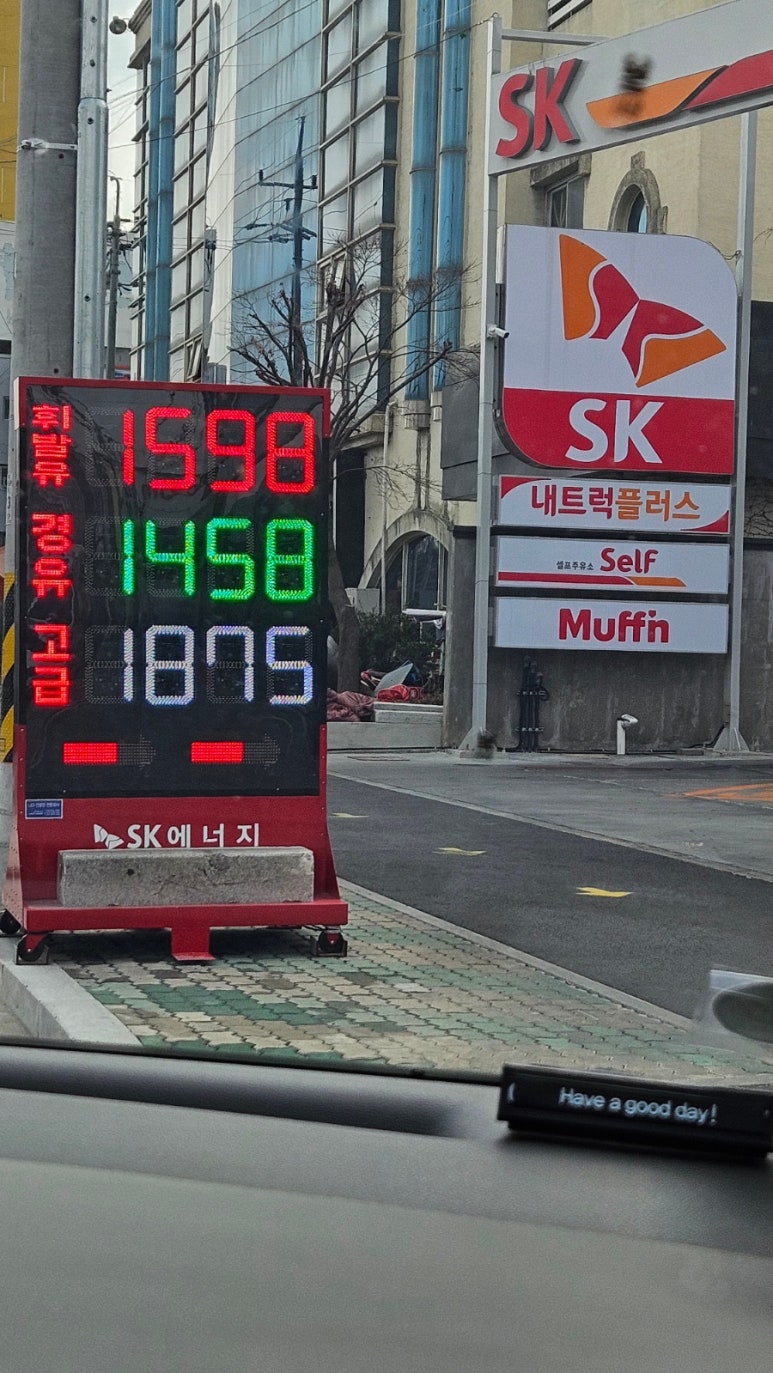 SK
SK
내트럭플러스
셀프주유소 Self
Muff'n
휘발유 1598
경유 1458
고급 1875
SK에너지
Have a good day!